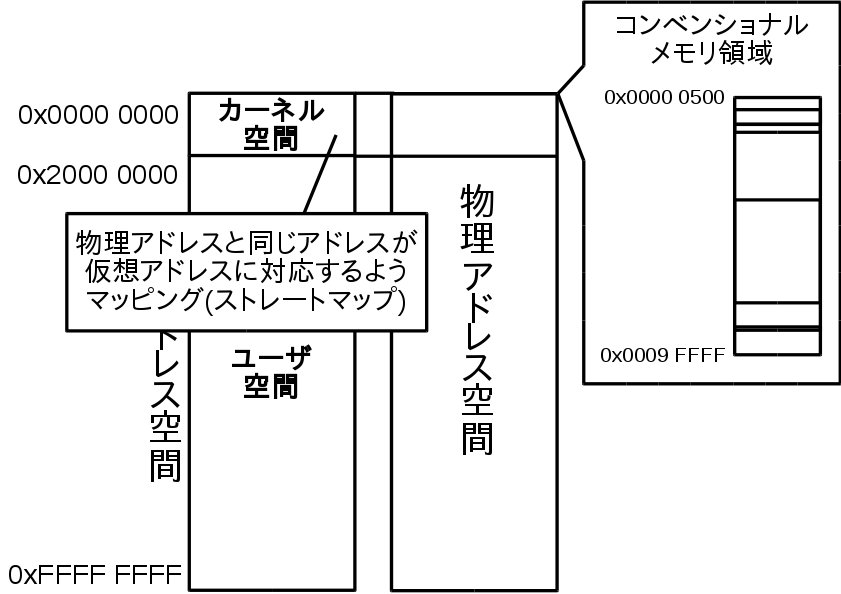 コンベンショナル
メモリ領域
0x0000 0500
0x0009 FFFF
0x0000 0000
カーネル
空間
0x2000 0000
物理アドレスと同じアドレスが
仮想アドレスに対応するよう
マッピング(ストレートマップ)
ドレス空間
ユーザ
空間
物理アドレス空間
0xFFFF FFFF